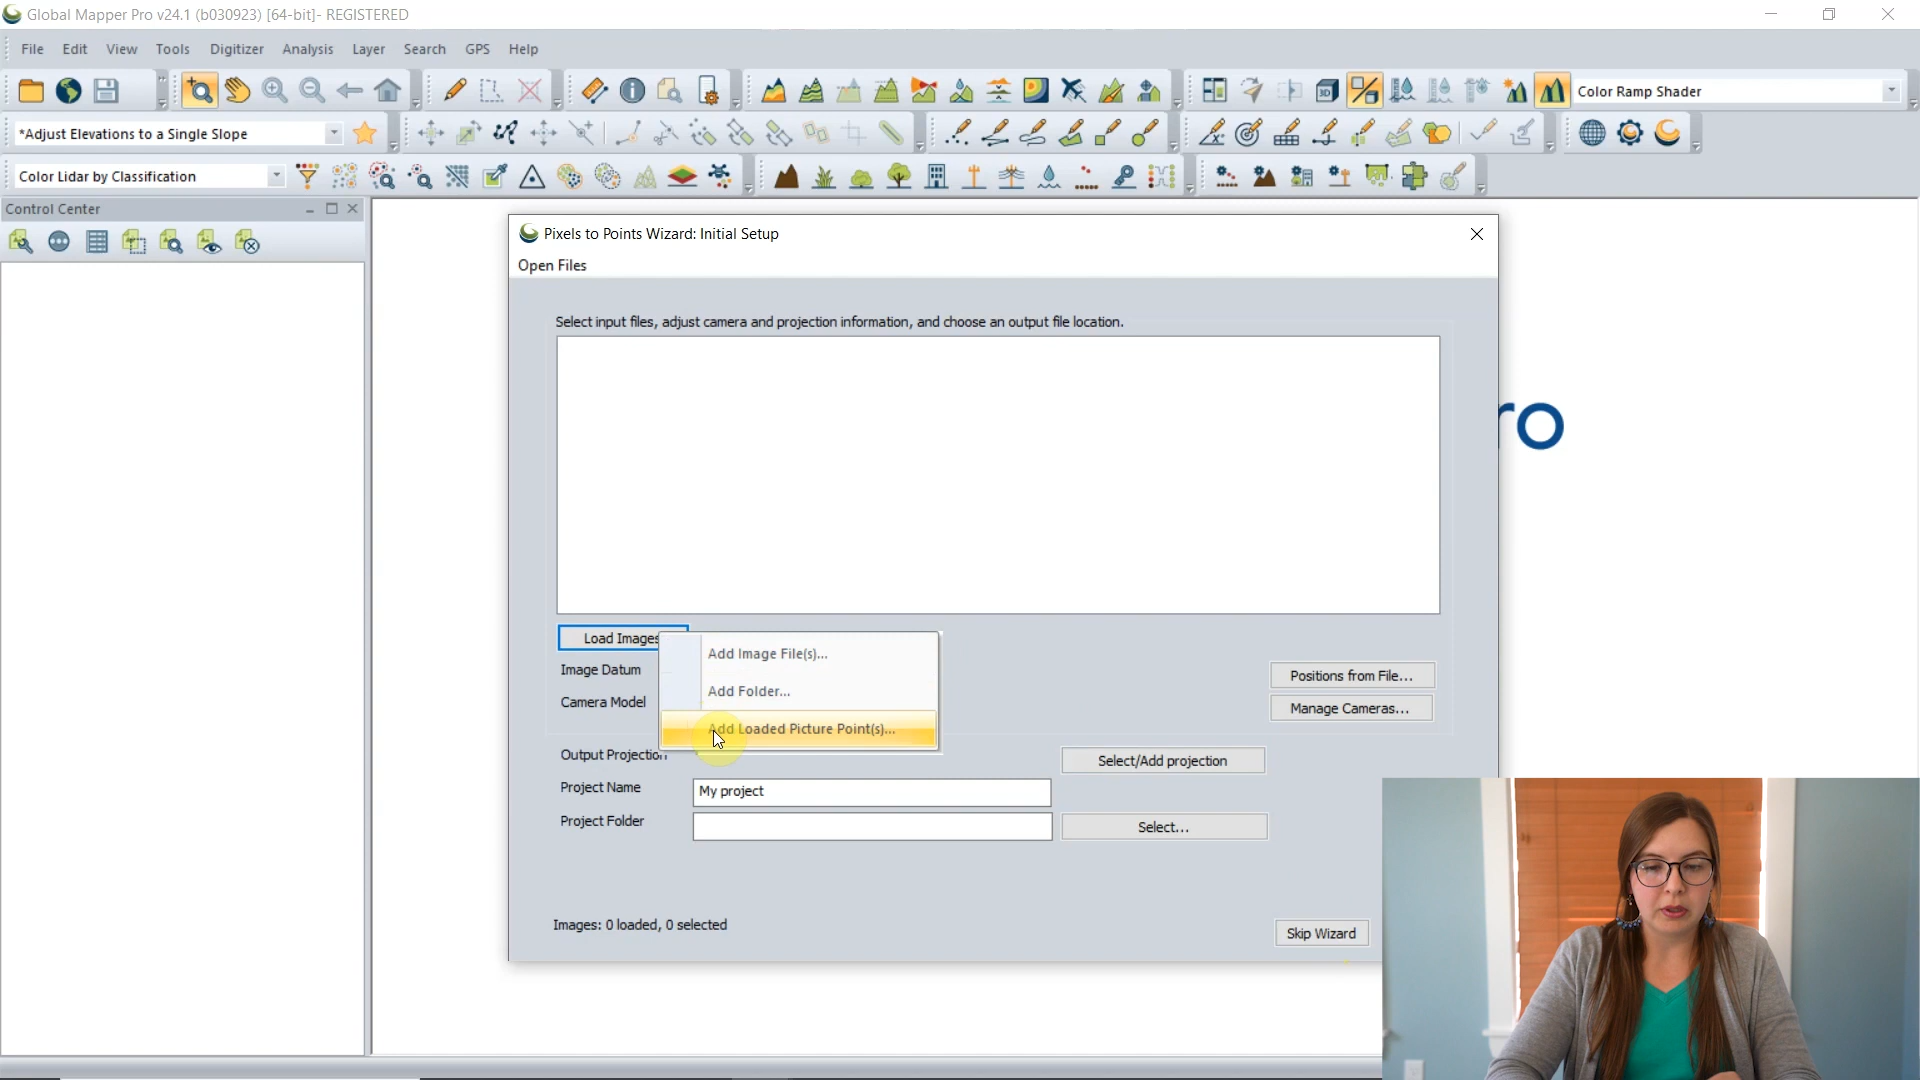 Global Mapper Pro v24.1 (b030923) [64-bit]- REGISTERED
File Edit View Tools Digitizer Analysis Layer Search GPS Help
Color Ramp Shader
*Adjust Elevations to a Single Slope
Color Lidar by Classification
Control Center
Pixels to Points Wizard: Initial Setup
Open Files
Select input files, adjust camera and projection information, and choose an output file location.
ro
Load Images
Add Image File(s)...
Image Datum
Positions from File...
Add Folder...
Camera Model
Manage Cameras...
Add Loaded Picture Point(s)...
Output Projection
Select/Add projection
Project Name
My project
Project Folder
Select...
Images: 0 loaded, 0 selected
Skip Wizard